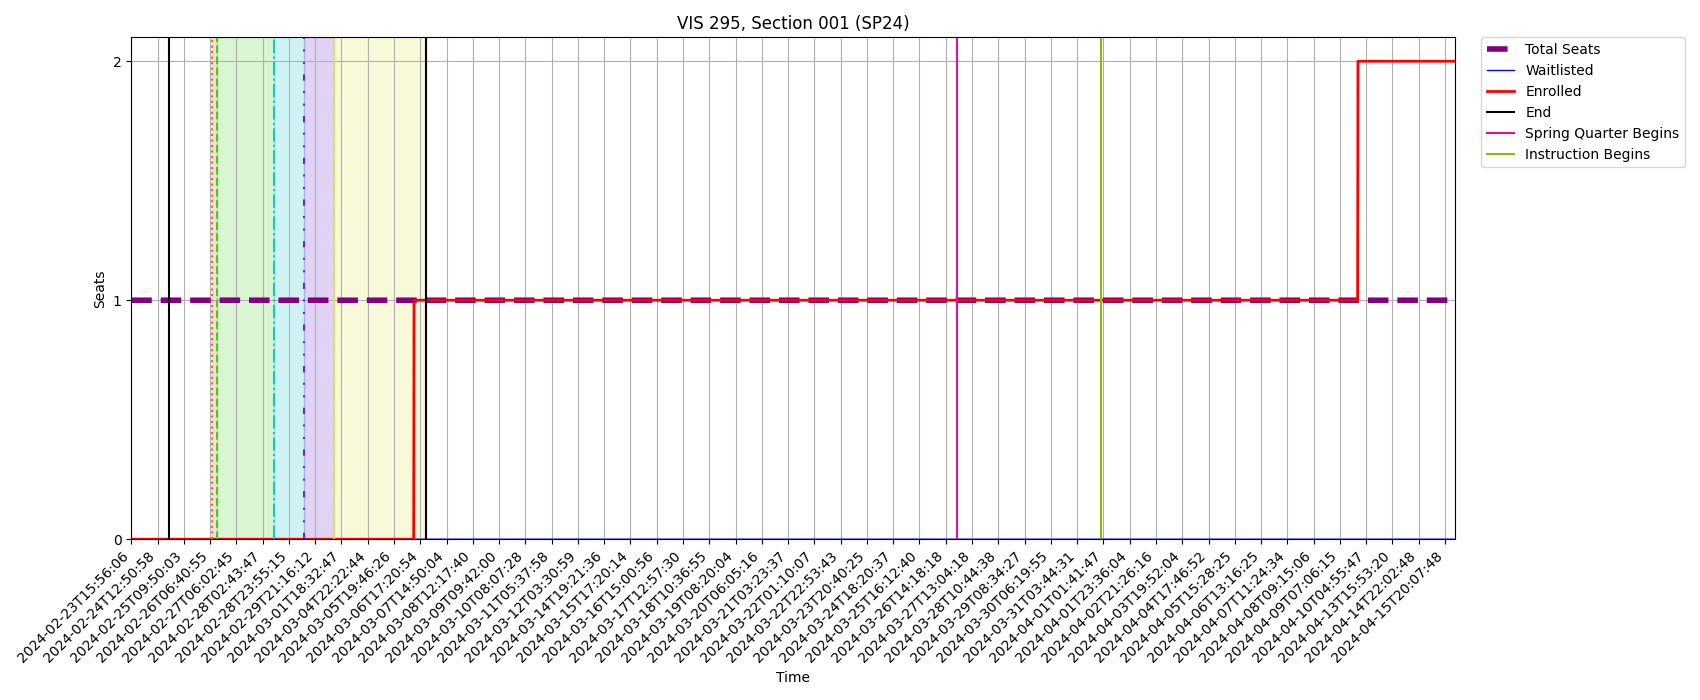 VIS 295, Section 001 (SP24)
Total Seats
Waitlisted
Enrolled
End
Spring Quarter Begins
Instruction Begins
Seats
2
1
0
2024-02-23T15:56:06
2024-02-24T12:50:58
2024-02-25T09:50:03
2024-02-26T06:40:55
2024-02-27T06:02:45
2024-02-28T02:43:47
2024-02-28T23:55:15
2024-02-29T21:16:12
2024-03-01T18:32:47
2024-03-04T22:22:44
2024-03-05T19:46:26
2024-03-06T17:20:54
2024-03-07T14:50:04
2024-03-08T12:17:40
2024-03-09T09:42:00
2024-03-10T08:07:28
2024-03-11T05:37:58
2024-03-12T03:30:59
2024-03-14T19:21:36
2024-03-15T17:20:14
2024-03-16T15:00:56
2024-03-17T12:57:30
2024-03-18T10:36:55
2024-03-19T08:20:04
2024-03-20T06:05:16
2024-03-21T03:23:37
2024-03-22T01:10:07
2024-03-22T22:53:43
2024-03-23T20:40:25
2024-03-24T18:20:37
2024-03-25T16:12:40
2024-03-26T14:18:18
2024-03-27T13:04:18
2024-03-28T10:44:38
2024-03-29T08:34:27
2024-03-30T06:19:55
2024-03-31T03:44:31
2024-04-01T01:41:47
2024-04-01T23:36:04
2024-04-02T21:26:16
2024-04-03T19:52:04
2024-04-04T17:46:52
2024-04-05T15:28:25
2024-04-06T13:16:25
2024-04-07T11:24:34
2024-04-08T09:15:06
2024-04-09T07:06:15
2024-04-10T04:55:47
2024-04-13T15:53:20
2024-04-14T22:02:48
2024-04-15T20:07:48
Time